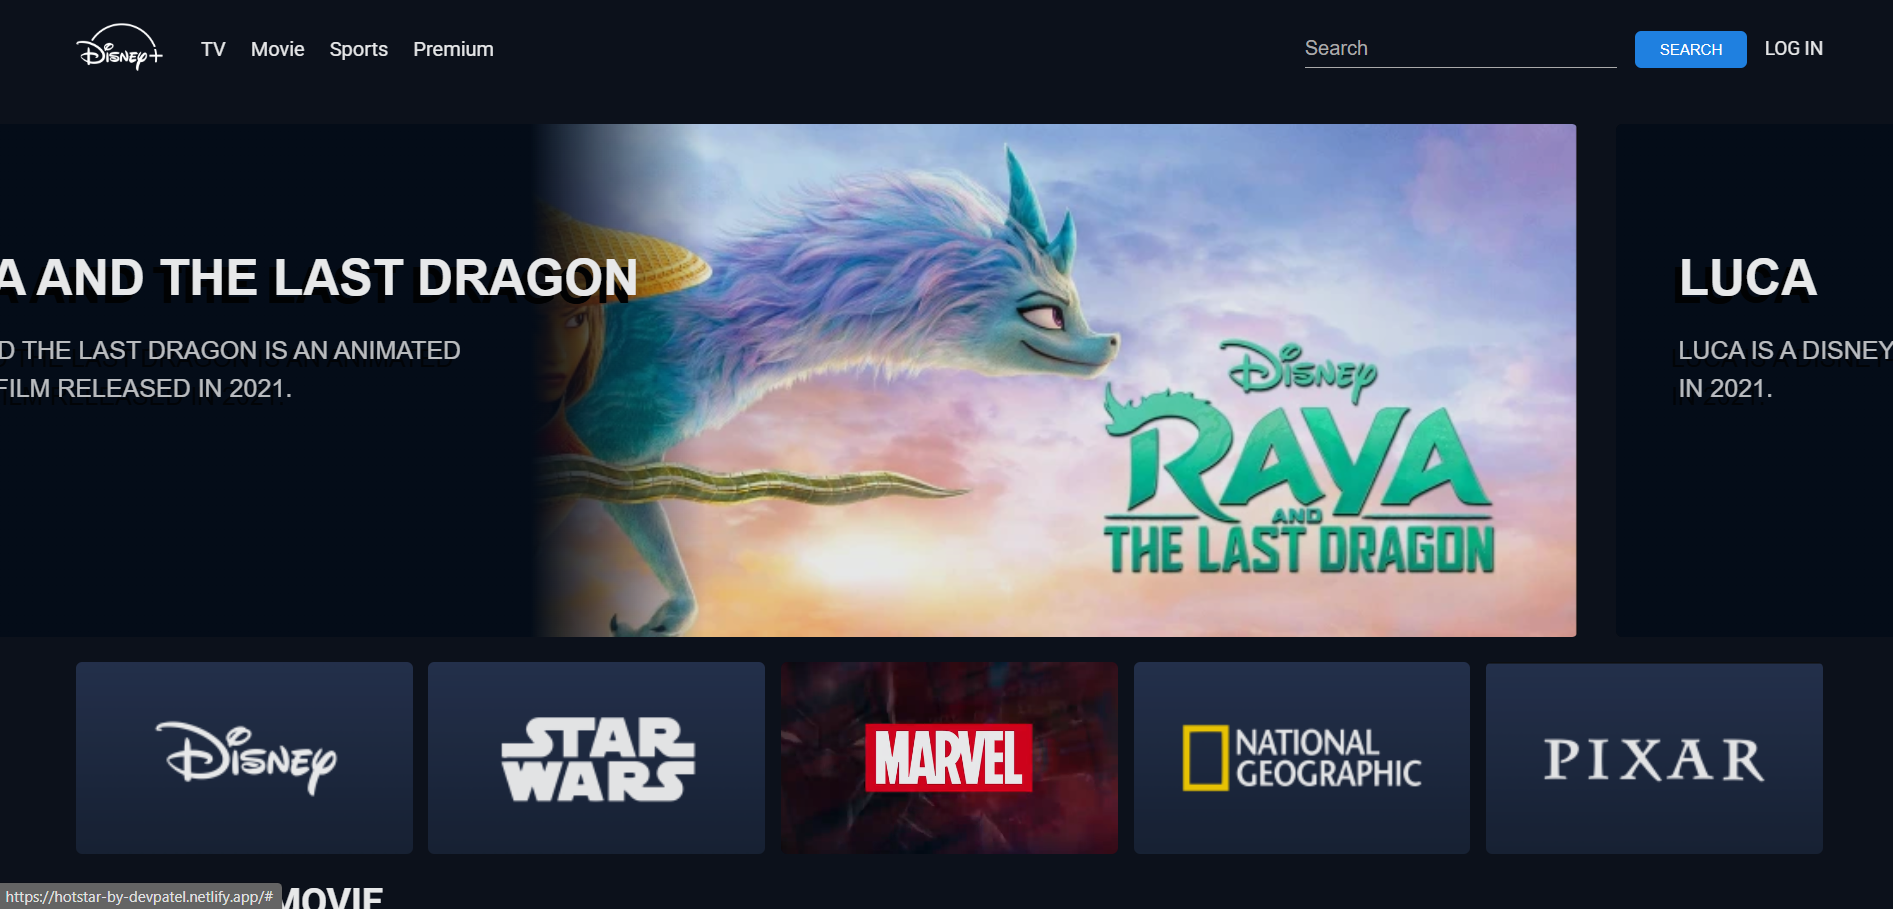 Disney+
TV Movie Sports Premium
Search
SEARCH
LOG IN
A AND THE LAST DRAGON
D THE LAST DRAGON IS AN ANIMATED
FILM RELEASED IN 2021.
Disney
RAYA
AND
THE LAST DRAGON
LUCA
LUCA IS A DISNEY
IN 2021.
Disney
STAR
WARS
MARVEL
NATIONAL
GEOGRAPHIC
PIXAR
MOVIE
https://hotstar-by-devpatel.netlify.app/#